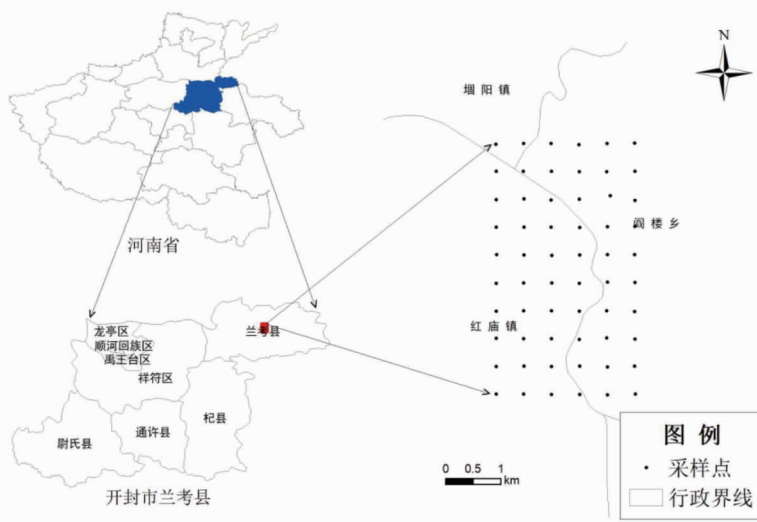 N
堌阳镇
阎楼乡
河南省
龙亭区
兰考县
顺河回族区
禹王台区
红庙镇
祥符区
杞县
通许县
尉氏县
图例
采样点
行政界线
0 0.5 1
km
开封市兰考县